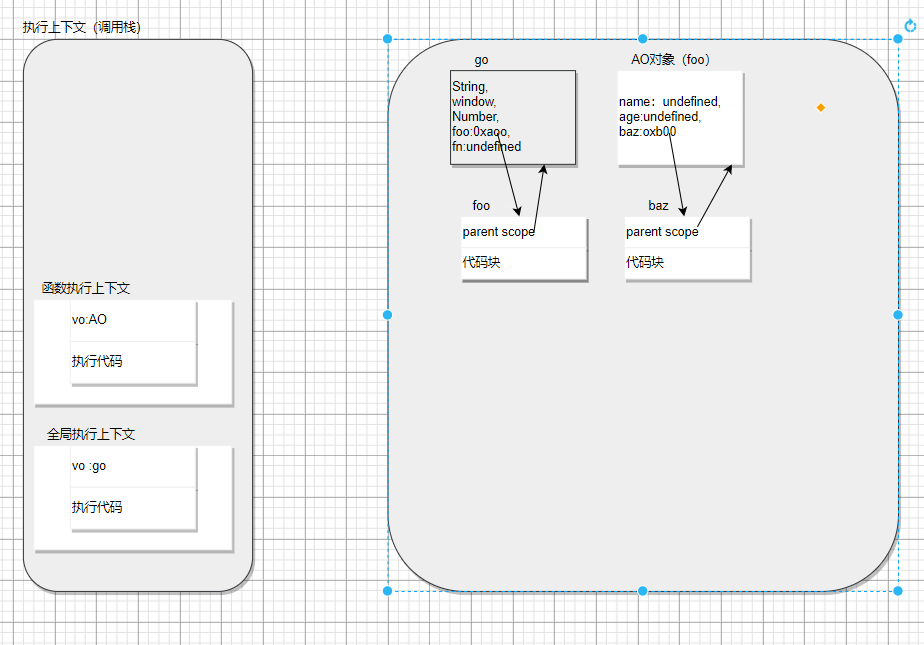 执行上下文（调用栈）
go
AO对象（foo）
String,
window,
Number,
foo:0xaoo,
fn:undefined
name：undefined,
age:undefined,
baz:oxb00
foo
baz
parent scope
代码块
parent scope
代码块
函数执行上下文
vo:AO
执行代码
全局执行上下文
vo :go
执行代码